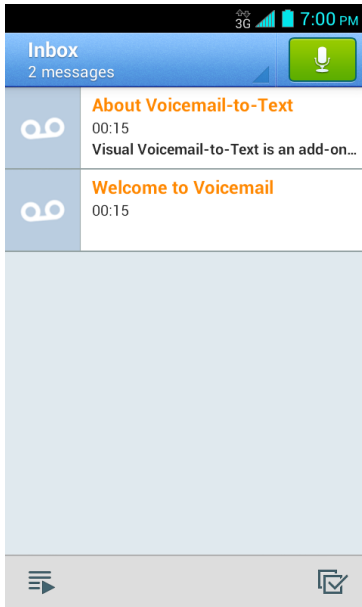 3G 7:00 PM
Inbox
2 messages
About Voicemail-to-Text
00:15
Visual Voicemail-to-Text is an add-on...
Welcome to Voicemail
00:15